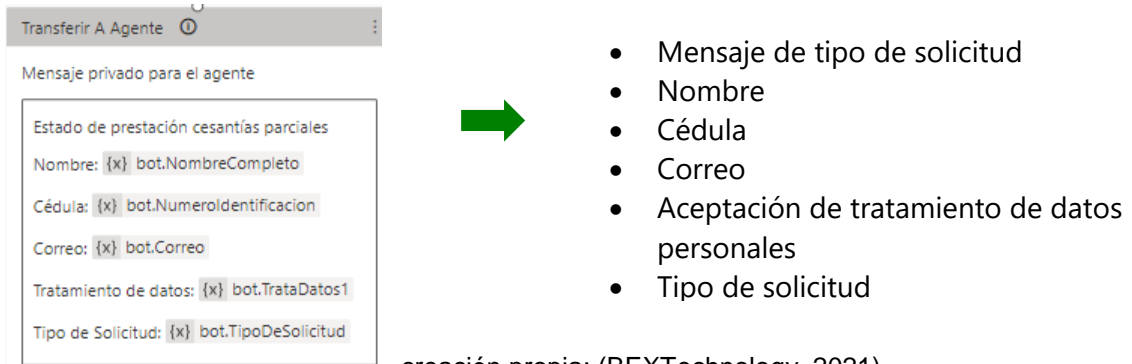 Transferir A Agente
Mensaje privado para el agente
Estado de prestación cesantías parciales
Nombre: {x} bot.NombreCompleto
Cédula: {x} bot.NumeroIdentificacion
Correo: {x} bot.Correo
Tratamiento de datos: {x} bot.TrataDatos1
Tipo de Solicitud: {x} bot.TipoDeSolicitud
• Mensaje de tipo de solicitud
• Nombre
• Cédula
• Correo
• Aceptación de tratamiento de datos
personales
• Tipo de solicitud
creación propia: (BEXTechnology, 2021)